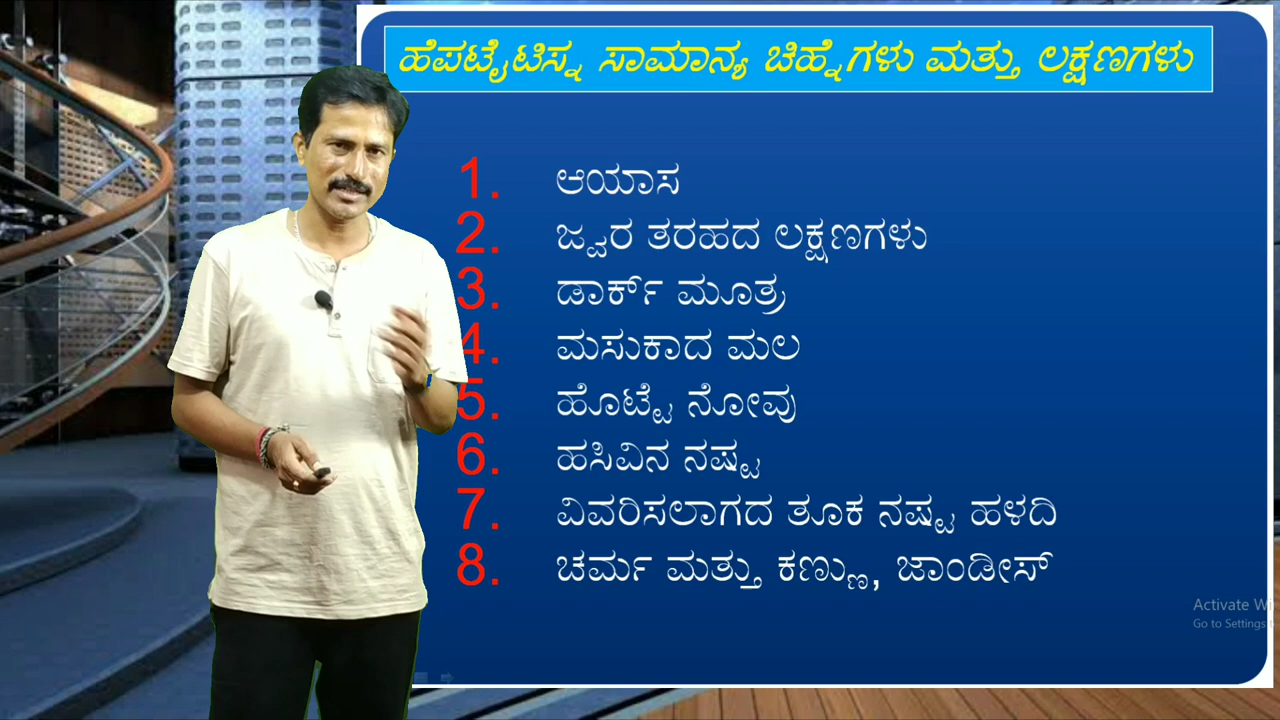 ಹೆಪಟೈಟಿಸ್ನ ಸಾಮಾನ್ಯ ಚಿಹ್ನೆಗಳು ಮತ್ತು ಲಕ್ಷಣಗಳು
1. ಆಯಾಸ
2. ಜ್ವರ ತರಹದ ಲಕ್ಷಣಗಳು
3. ಡಾರ್ಕ್ ಮೂತ್ರ
4. ಮಸುಕಾದ ಮಲ
5. ಹೊಟ್ಟೆ ನೋವು
6. ಹಸಿವಿನ ನಷ್ಟ
7. ವಿವರಿಸಲಾಗದ ತೂಕ ನಷ್ಟ ಹಳದಿ
8. ಚರ್ಮ ಮತ್ತು ಕಣ್ಣು, ಜಾಂಡೀಸ್
Activate Wi
Go to Settings